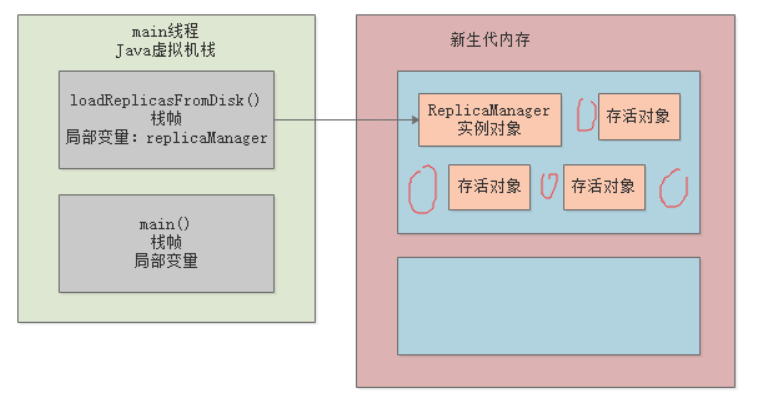 main线程
Java虚拟机栈
loadReplicasFromDisk()
栈帧
局部变量: replicaManager
main()
栈帧
局部变量
新生代内存
ReplicaManager
实例对象
存活对象
存活对象
存活对象